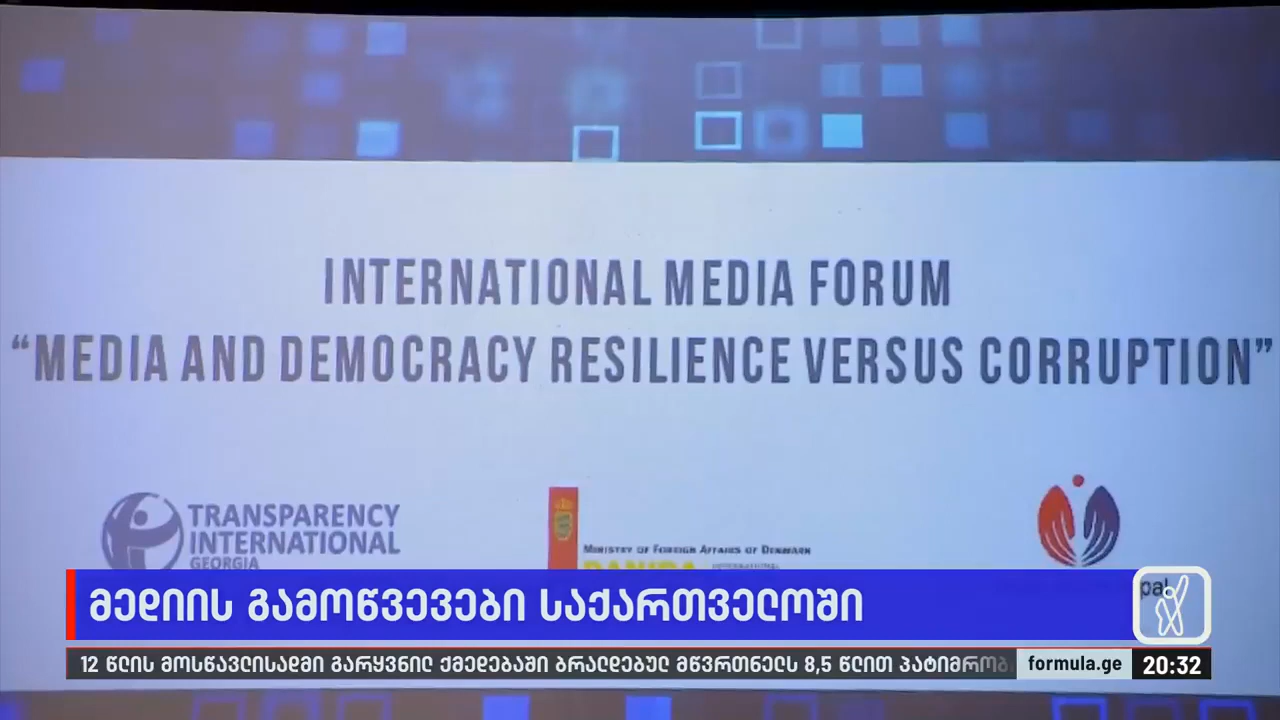 INTERNATIONAL MEDIA FORUM
“MEDIA AND DEMOCRACY RESILIENCE VERSUS CORRUPTION”
TRANSPARENCY
INTERNATIONAL
GEORGIA
MINISTRY OF FOREIGN AFFAIRS OF DENMARK
მედიის გამოწვევები საქართველოში
12 წლის მოსწავლისადმი გარყვნილ ქმედებაში ბრალდებულ მწვრთნელს 8,5 წლით
formula.ge
20:32